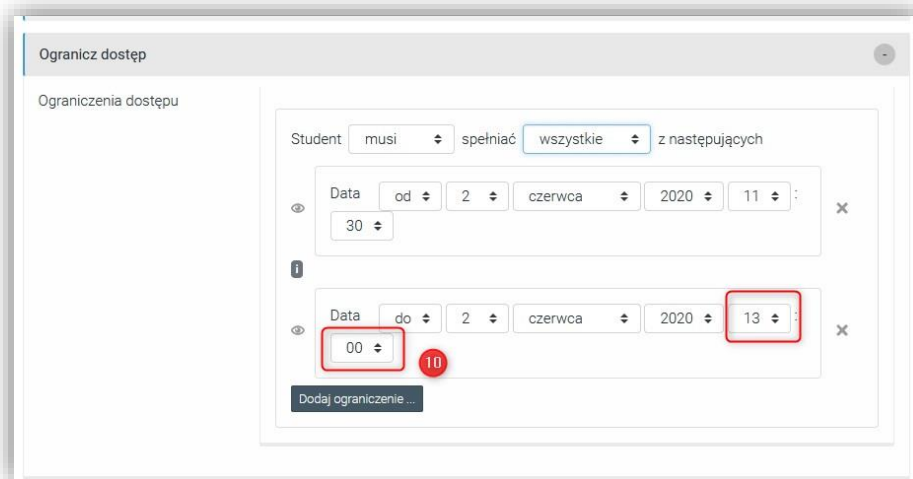 Ogranicz dostęp
-
Ograniczenia dostępu
Student musi spełniać wszystkie z następujących
Data od 2 czerwca 2020 11 :
30
i
Data do 2 czerwca 2020 13 :
00
10
Dodaj ograniczenie ...